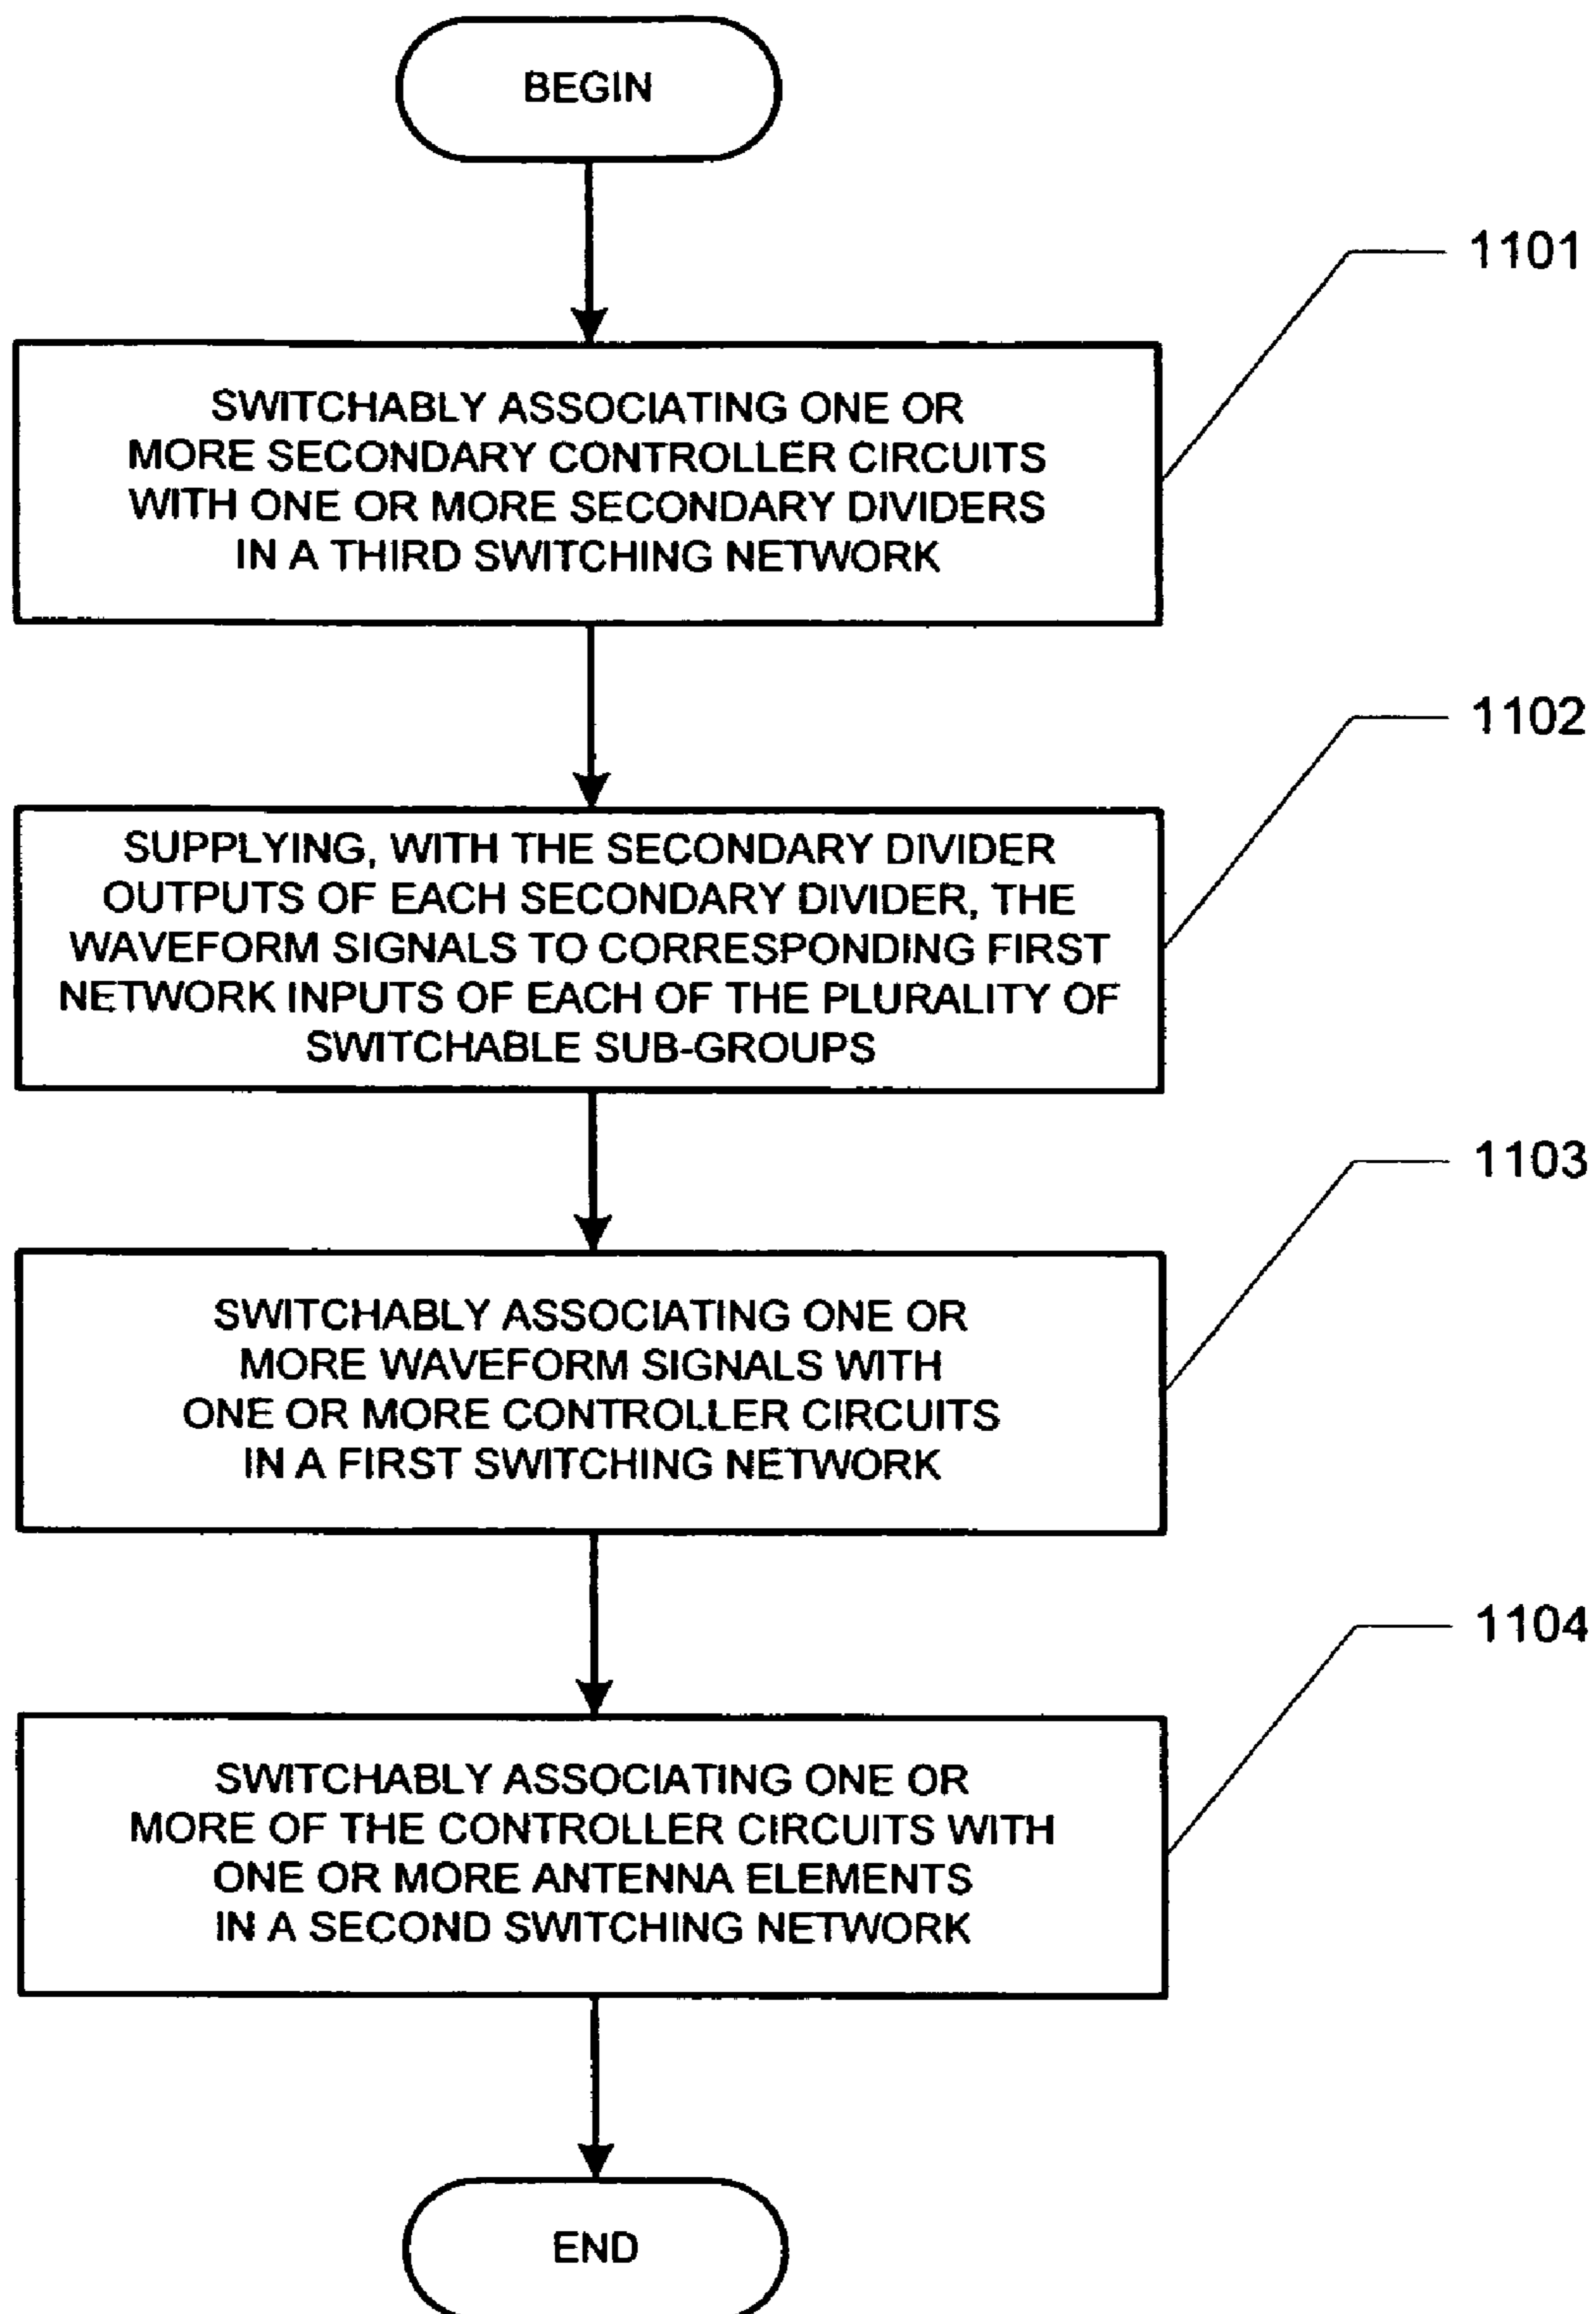 BEGIN
1101
SWITCHABLY ASSOCIATING ONE OR
MORE SECONDARY CONTROLLER CIRCUITS
WITH ONE OR MORE SECONDARY DIVIDERS
IN A THIRD SWITCHING NETWORK
1102
SUPPLYING, WITH THE SECONDARY DIVIDER
OUTPUTS OF EACH SECONDARY DIVIDER, THE
WAVEFORM SIGNALS TO CORRESPONDING FIRST
NETWORK INPUTS OF EACH OF THE PLURALITY OF
SWITCHABLE SUB-GROUPS
1103
SWITCHABLY ASSOCIATING ONE OR
MORE WAVEFORM SIGNALS WITH
ONE OR MORE CONTROLLER CIRCUITS
IN A FIRST SWITCHING NETWORK
1104
SWITCHABLY ASSOCIATING ONE OR
MORE OF THE CONTROLLER CIRCUITS WITH
ONE OR MORE ANTENNA ELEMENTS
IN A SECOND SWITCHING NETWORK
END